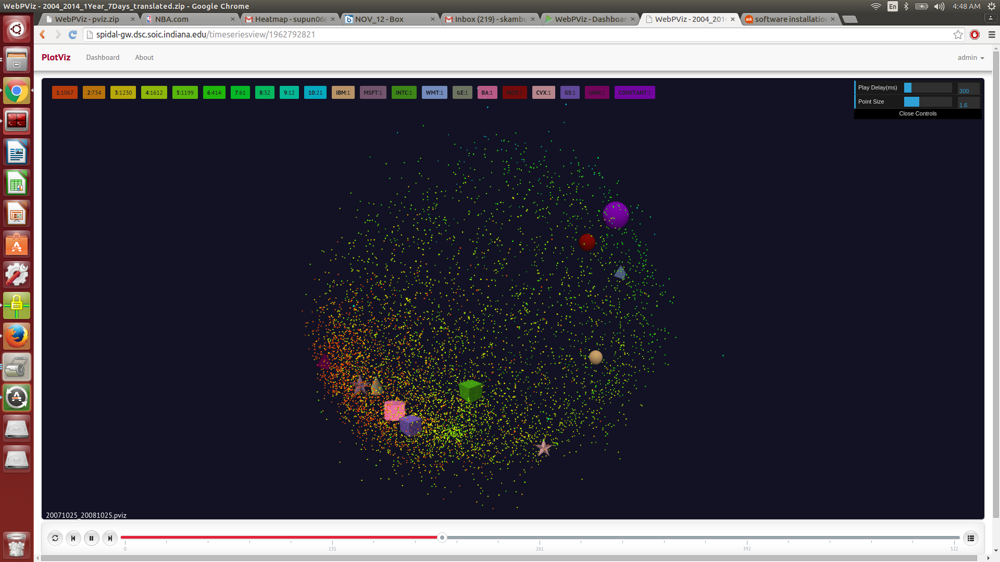 WebPViz - 2004_2014_1Year_7Days_translated.zip - Google Chrome
En
4:48 AM
WebPViz - pviz.zip
NBA.com
Heatmap - supun06@
NOV_12 - Box
Inbox (219) - skambu
WebPViz - Dashboar
WebPViz - 2004_201
ask
software installation
spidal-gw.dsc.soic.indiana.edu/timeseriesview/1962792821
PlotViz
Dashboard
About
admin
1:1067
2:734
3:1230
4:1612
5:1199
6:414
7:61
8:32
9:12
10:21
IBM:1
MSFT:1
INTC:1
WMT:1
GE:1
BA:1
MCD:1
CVX:1
GS:1
UNH:1
CONSTANT:1
Play Delay(ms)
300
Point Size
1.6
Close Controls
20071025_20081025.pviz
0
131
261
392
522